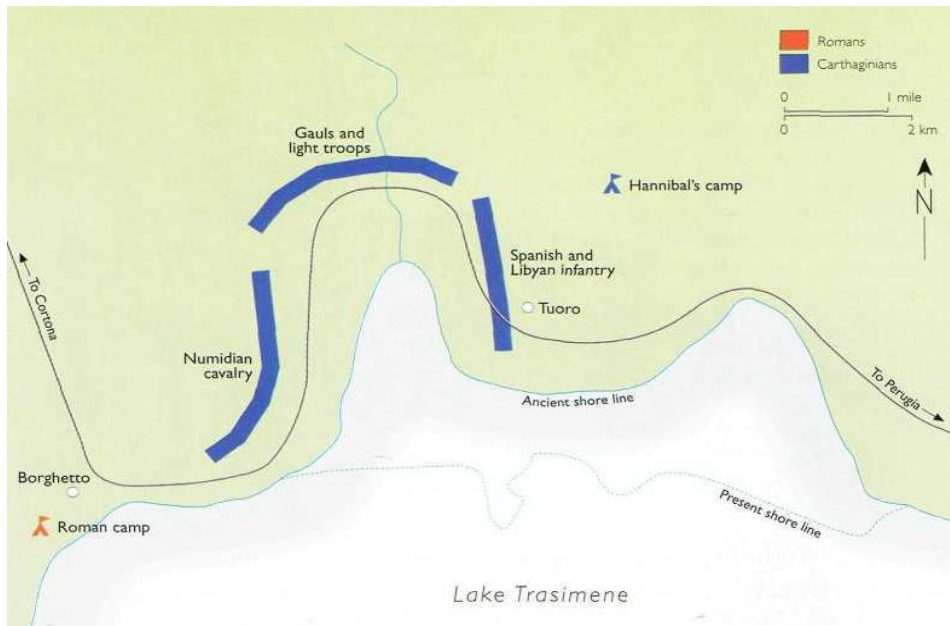 Romans
Carthaginians
0 1 mile
0 2 km
N
Gauls and
light troops
Hannibal's camp
Spanish and
Libyan infantry
Tuoro
To Cortona
Numidian
cavalry
To Perugia
Ancient shore line
Borghetto
Roman camp
Present shore line
Lake Trasimene